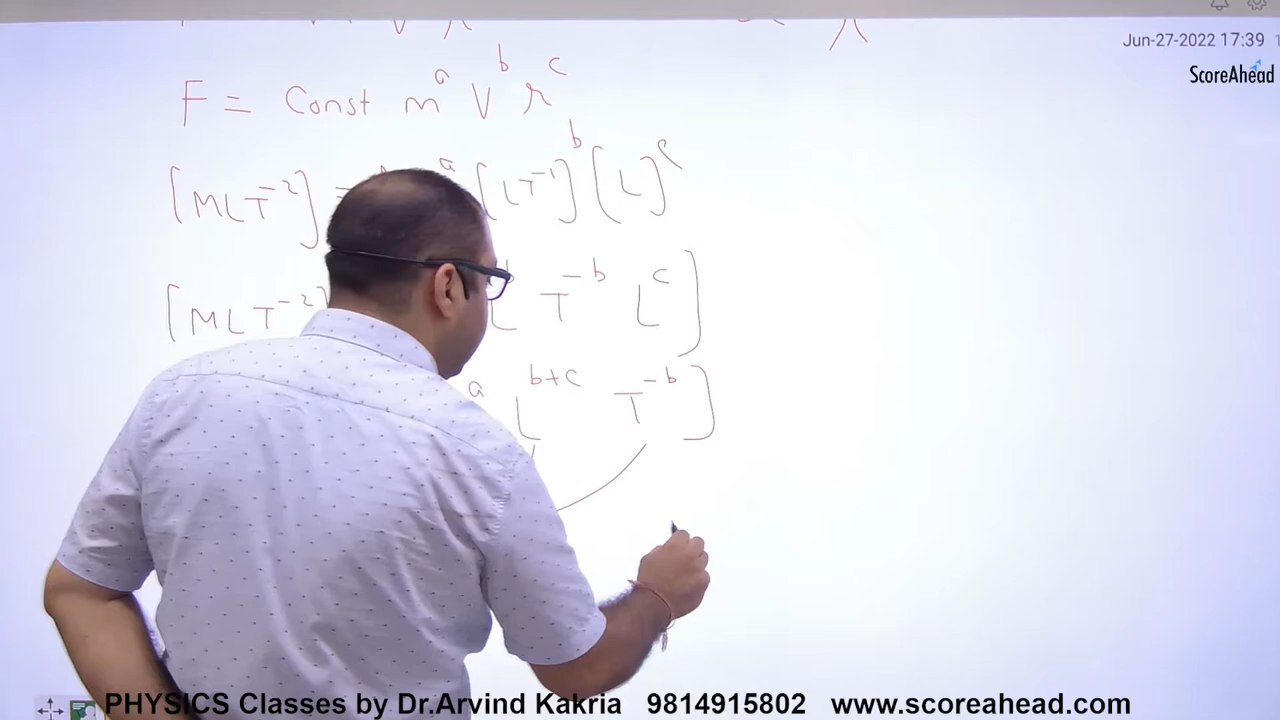 Jun-27-2022 17:39
ScoreAhead
F = Const m^a V^b r^c
[MLT^-2] = a [LT^-1]^b [L]^c
[MLT^-2] L^b T^-b L^c]
a L^b+c T^-b]
PHYSICS Classes by Dr.Arvind Kakria 9814915802 www.scoreahead.com